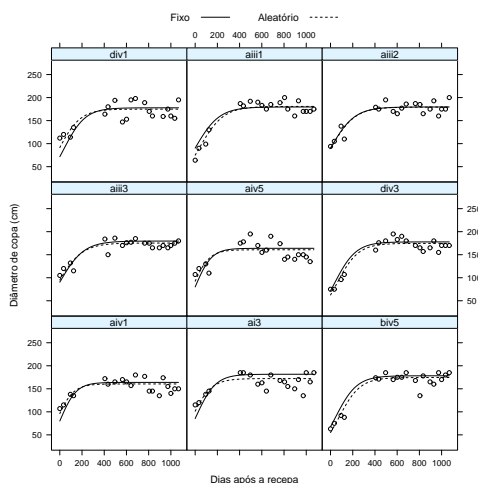 Fixo Aleatório
0 200 400 600 800 1000
div1 aiii1 aiii2
250
200
150
100
50
aiii3 aiv5 div3
250
200
150
100
50
aiv1 ai3 biv5
250
200
150
100
50
Diâmetro de copa (cm)
0 200 400 600 800 1000
0 200 400 600 800 1000
Dias após a recepa